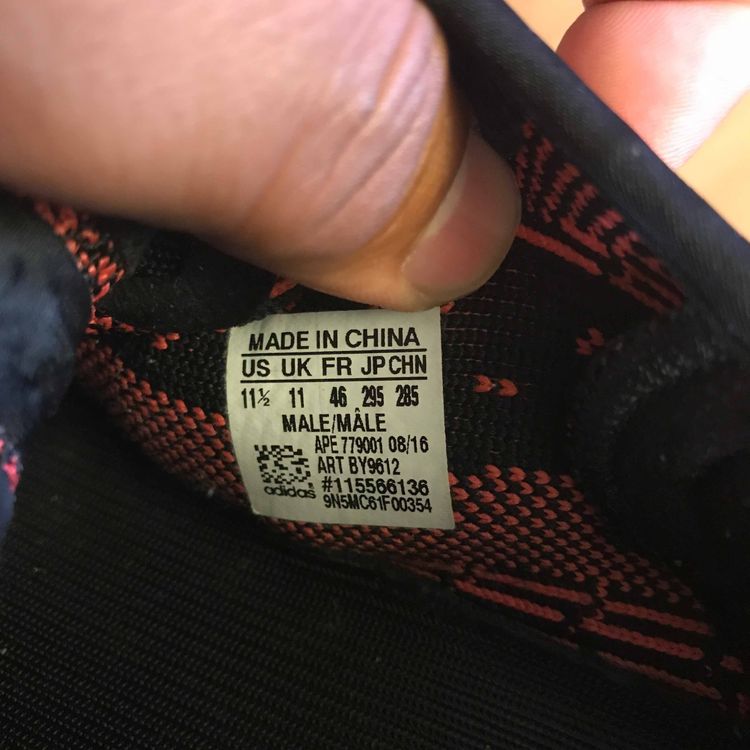 MADE IN CHINA
US UK FR JP CHN
11½ 11 46 295 285
MALE/MÂLE
APE 779001 08/16
ART BY9612
#115566136
adidas
9N5MC61F00354